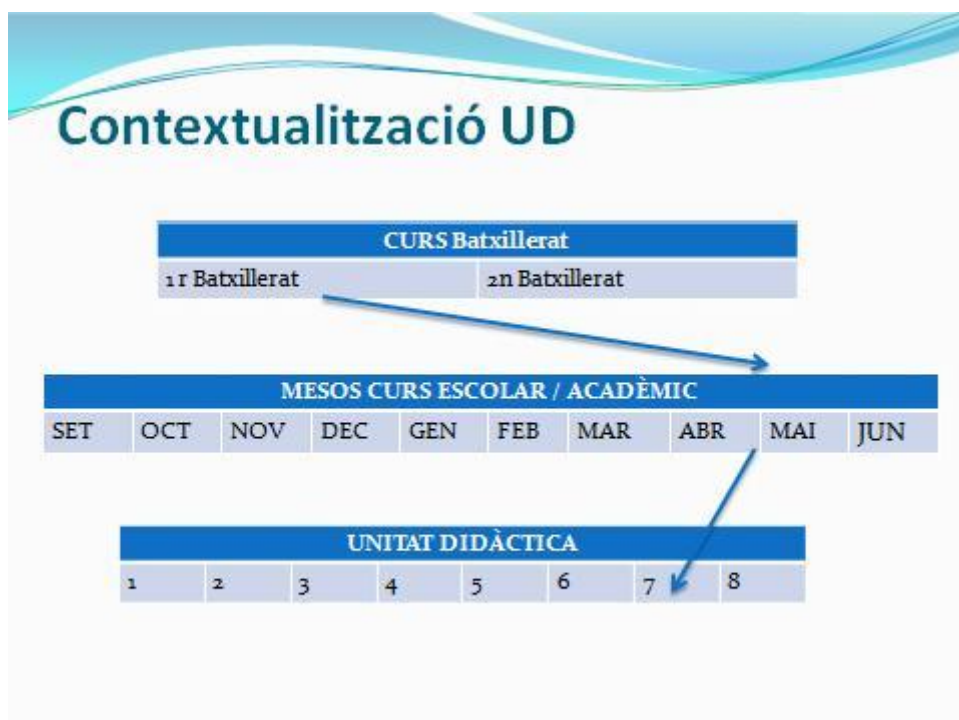 Contextualització UD
CURS Batxillerat
1r Batxillerat 2n Batxillerat
MESOS CURS ESCOLAR / ACADÈMIC
SET OCT NOV DEC GEN FEB MAR ABR MAI JUN
UNITAT DIDÀCTICA
1 2 3 4 5 6 7 8